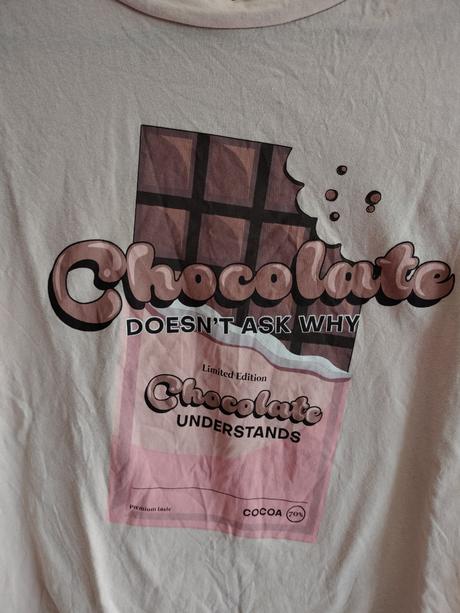 Chocolate
DOESN'T ASK WHY
Limited Edition
Chocolate
UNDERSTANDS
Premium taste
COCOA 70%